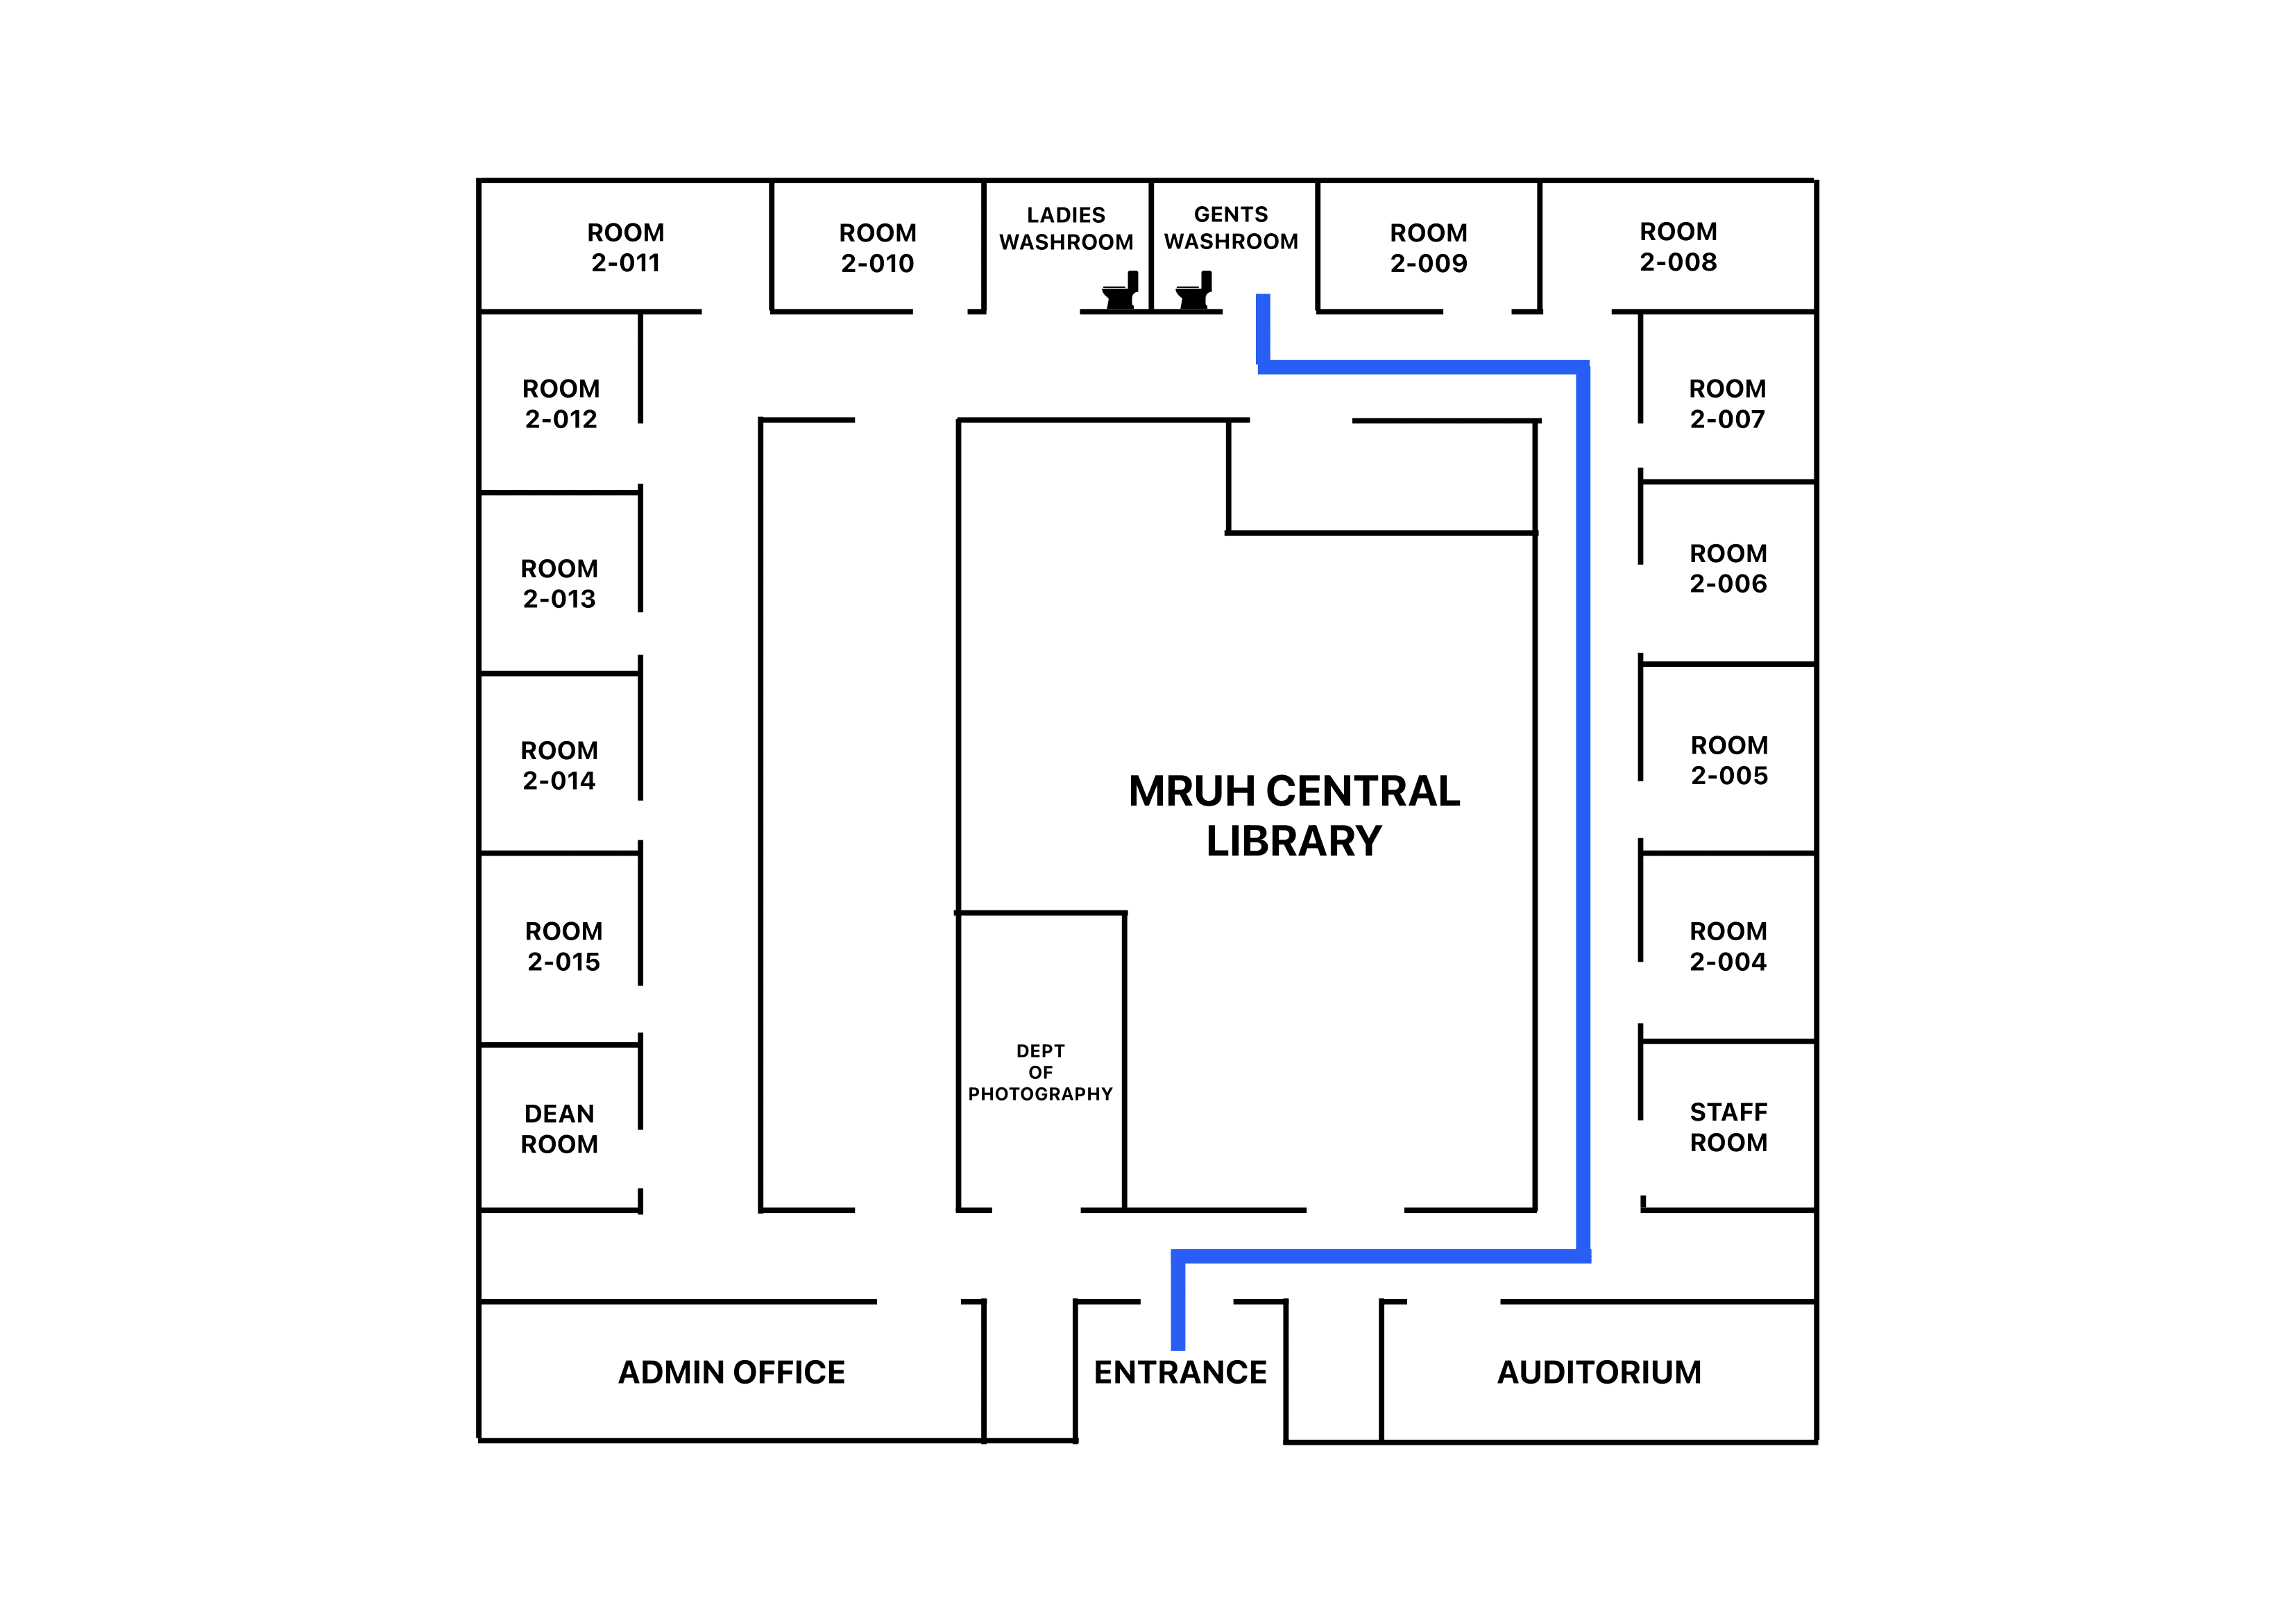 ROOM
2-011
ROOM
2-010
LADIES
WASHROOM
GENTS
WASHROOM
ROOM
2-009
ROOM
2-008
ROOM
2-012
ROOM
2-007
ROOM
2-013
ROOM
2-006
ROOM
2-014
MRUH CENTRAL
LIBRARY
ROOM
2-005
ROOM
2-015
ROOM
2-004
DEPT
OF
PHOTOGRAPHY
DEAN
ROOM
STAFF
ROOM
ADMIN OFFICE
ENTRANCE
AUDITORIUM